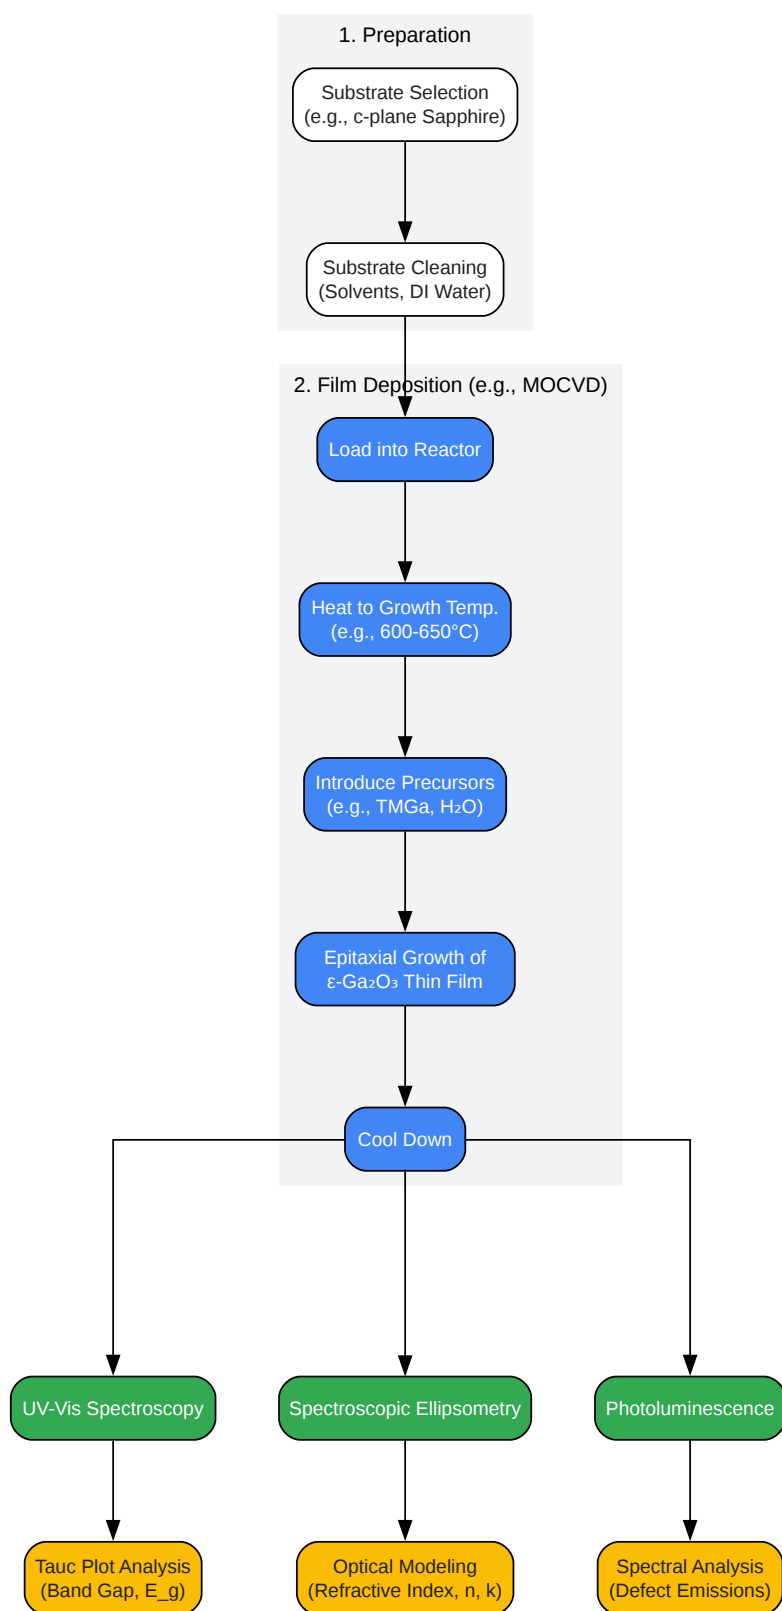 1. Preparation
Substrate Selection
(e.g., c-plane Sapphire)
Substrate Cleaning
(Solvents, DI Water)
2. Film Deposition (e.g., MOCVD)
Load into Reactor
Heat to Growth Temp.
(e.g., 600-650°C)
Introduce Precursors
(e.g., TMGa, H₂O)
Epitaxial Growth of
ε-Ga₂O₃ Thin Film
Cool Down
UV-Vis Spectroscopy
Spectroscopic Ellipsometry
Photoluminescence
Tauc Plot Analysis
(Band Gap, E_g)
Optical Modeling
(Refractive Index, n, k)
Spectral Analysis
(Defect Emissions)